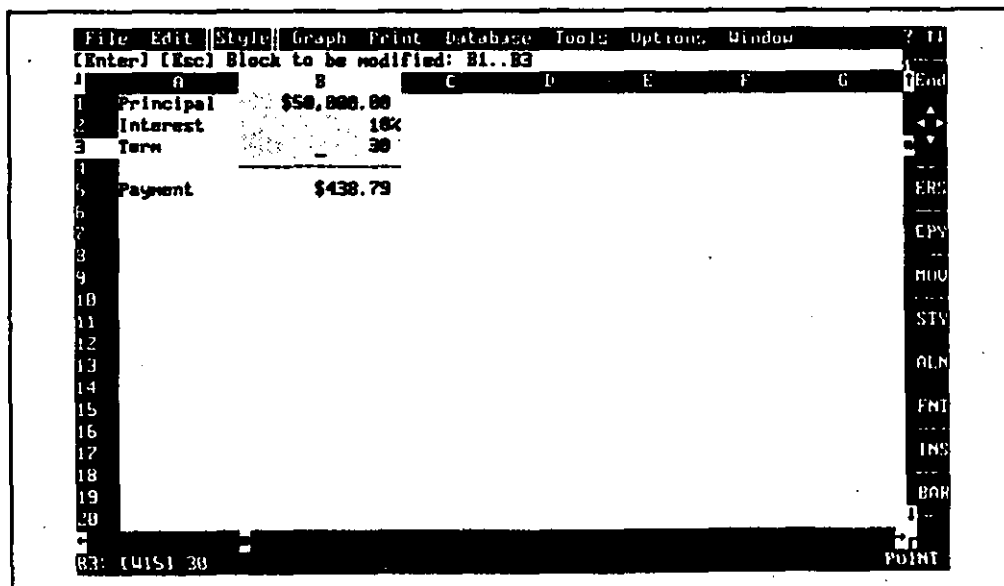 File Edit Style Graph Print Database Tools Options Window ? ↑↓
[Enter] [Esc] Block to be modified: B1..B3
A B C D E F G End
1 Principal $50,000.00
2 Interest 10%
3 Term 30
4
5 Payment $438.79
6
7
8
9
10
11
12
13
14
15
16
17
18
19
20
ERS
CPY
MOV
STY
ALN
FNT
INS
BAR
B3: [W15] 30 POINT